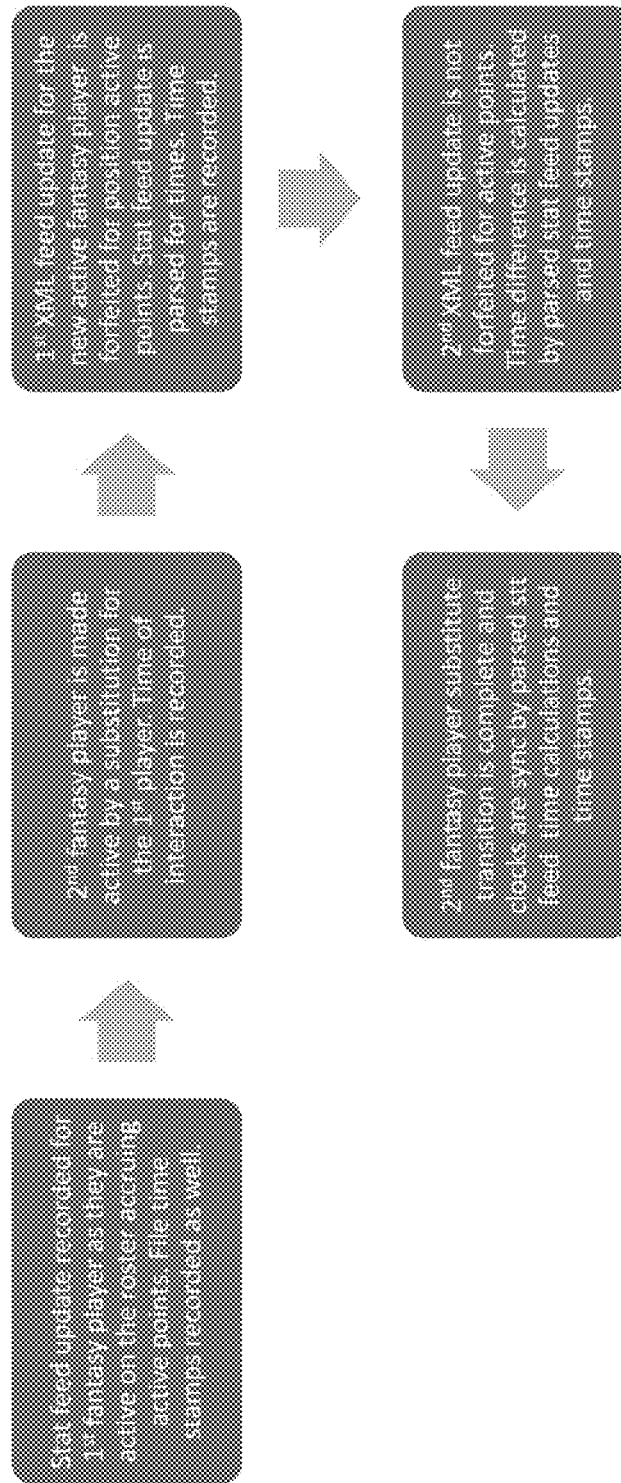 Stat feed update recorded for
1st fantasy player as they are
active on the roster accruing
active points. File time
stamps recorded as well.
2nd fantasy player is made
active by a substitution for
the 1st player. Time of
interaction is recorded.
1st XML feed update for the
new active fantasy player is
forfeited for position active
points. Stat feed update is
parsed for times. Time
stamps are recorded.
2nd XML feed update is not
forfeited for active points.
Time difference is calculated
by parsed stat feed updates
and time stamps.
2nd fantasy player substitute
transition is complete and
clocks are sync by parsed sit
feed time calculations and
time stamps.